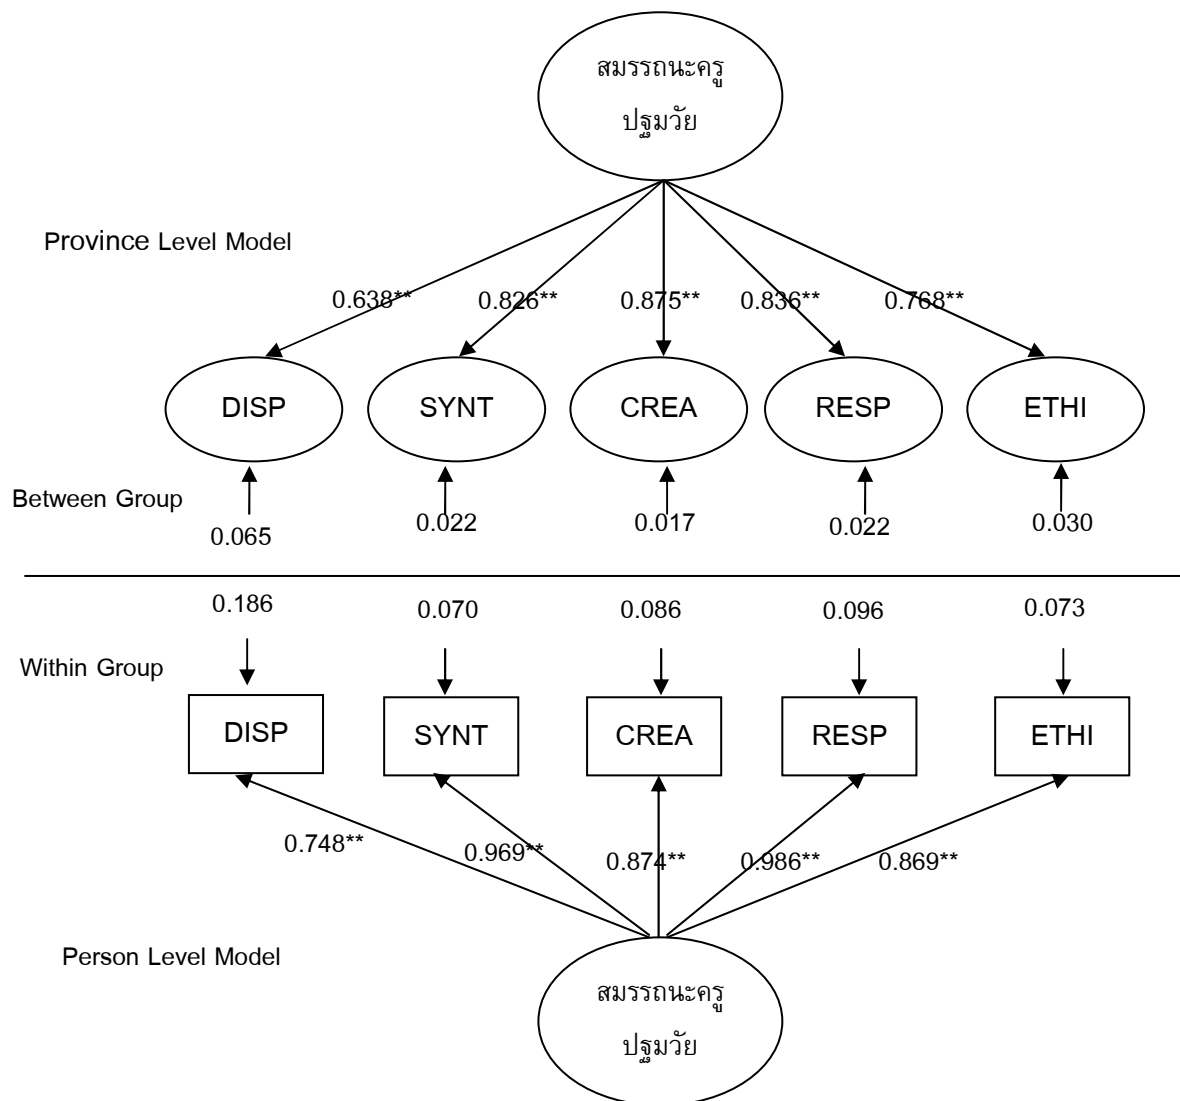 สมรรถนะครู
ปฐมวัย
Province Level Model
0.638** 0.826** 0.875** 0.836** 0.768**
DISP SYNT CREA RESP ETHI
Between Group
0.065 0.022 0.017 0.022 0.030
0.186 0.070 0.086 0.096 0.073
Within Group
DISP SYNT CREA RESP ETHI
0.748** 0.969** 0.874** 0.986** 0.869**
Person Level Model
สมรรถนะครู
ปฐมวัย